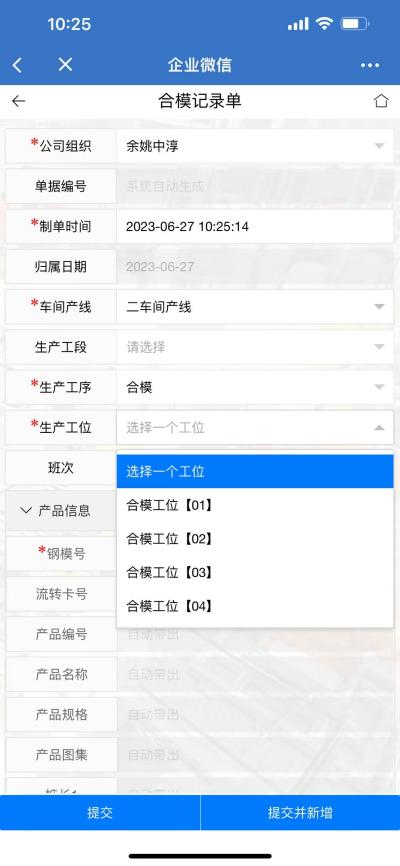 10:25
企业微信
合模记录单
*公司组织 余姚中淳
单据编号 系统自动生成
*制单时间 2023-06-27 10:25:14
归属日期 2023-06-27
*车间产线 二车间产线
生产工段 请选择
*生产工序 合模
*生产工位 选择一个工位
班次 选择一个工位
合模工位【01】
产品信息
合模工位【02】
*钢模号
合模工位【03】
流转卡号
合模工位【04】
产品编号 自动带出
产品名称 自动带出
产品规格 自动带出
产品图集 自动带出
提交 提交并新增